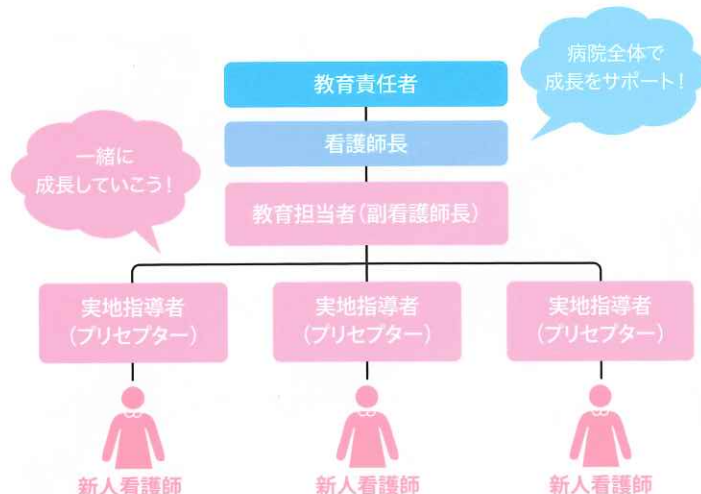 病院全体で
成長をサポート!
教育責任者
看護師長
一緒に
成長していこう!
教育担当者(副看護師長)
実地指導者
(プリセプター)
実地指導者
(プリセプター)
実地指導者
(プリセプター)
新人看護師
新人看護師
新人看護師